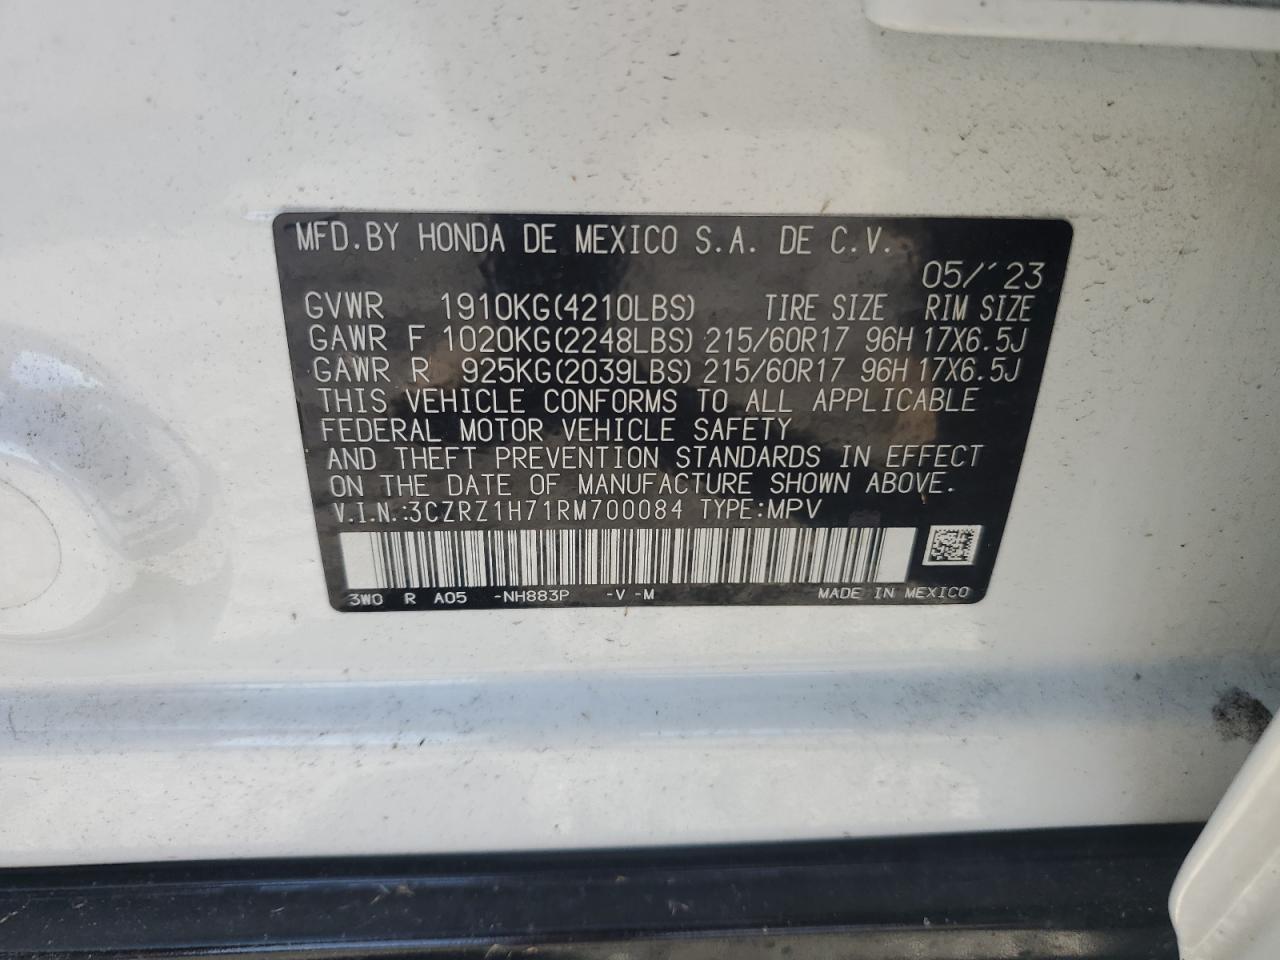 MFD.BY HONDA DE MEXICO S.A. DE C.V.
05/'23
GVWR 1910KG(4210LBS) TIRE SIZE RIM SIZE
GAWR F 1020KG(2248LBS) 215/60R17 96H 17X6.5J
GAWR R 925KG(2039LBS) 215/60R17 96H 17X6.5J
THIS VEHICLE CONFORMS TO ALL APPLICABLE
FEDERAL MOTOR VEHICLE SAFETY
AND THEFT PREVENTION STANDARDS IN EFFECT
ON THE DATE OF MANUFACTURE SHOWN ABOVE.
V.I.N.:3CZRZ1H71RM700084 TYPE:MPV
3W0 R A05 -NH883P -V -M MADE IN MEXICO